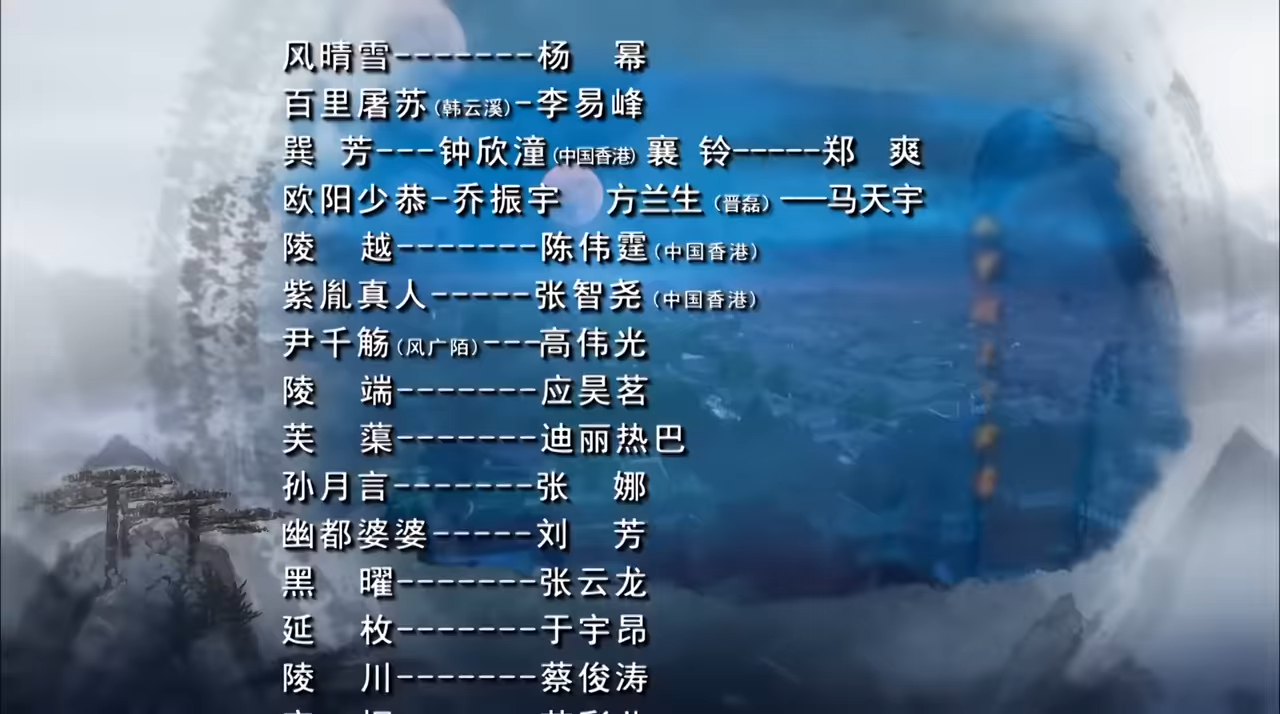 风晴雪-------杨 幂
百里屠苏(韩云溪)-李易峰
巽 芳---钟欣潼(中国香港) 襄 铃-----郑 爽
欧阳少恭-乔振宇 方兰生(晋磊)——马天宇
陵 越-------陈伟霆(中国香港)
紫胤真人-----张智尧(中国香港)
尹千觞(风广陌)---高伟光
陵 端-------应昊茗
芙 蕖-------迪丽热巴
孙月言-------张 娜
幽都婆婆-----刘 芳
黑 曜-------张云龙
延 枚-------于宇昂
陵 川-------蔡俊涛